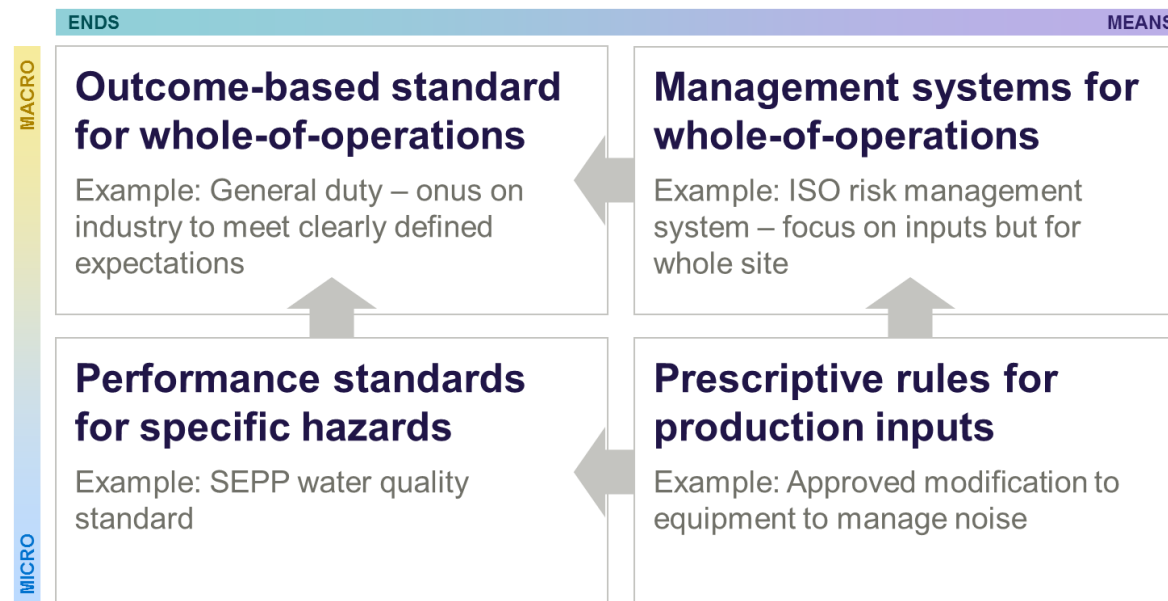 ENDS
MEANS
MACRO
Outcome-based standard
for whole-of-operations
Example: General duty – onus on
industry to meet clearly defined
expectations
Management systems for
whole-of-operations
Example: ISO risk management
system – focus on inputs but for
whole site
MICRO
Performance standards
for specific hazards
Example: SEPP water quality
standard
Prescriptive rules for
production inputs
Example: Approved modification to
equipment to manage noise